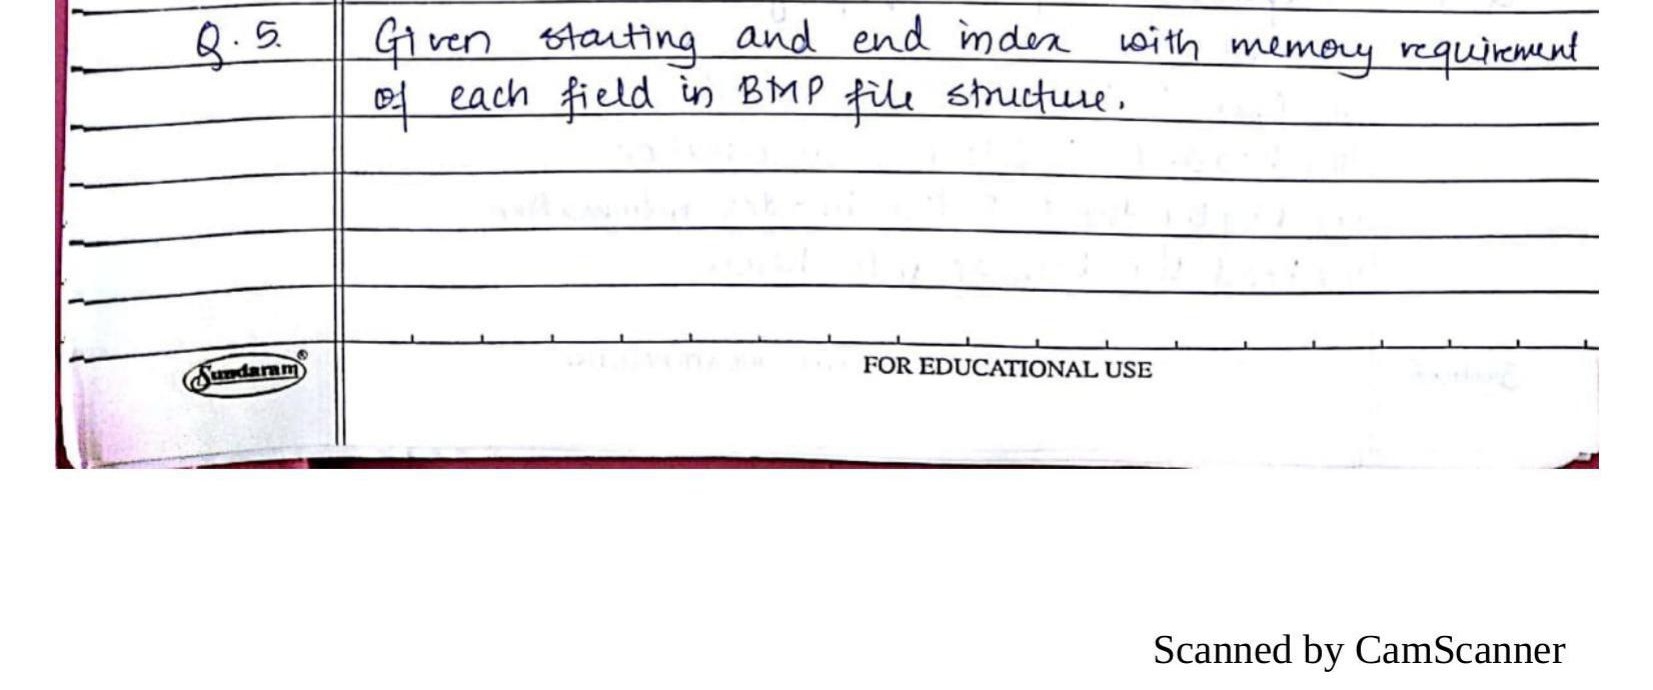 Q. 5. Given starting and end index with memory requirement
of each field in BMP file structure.
Sundaram®
FOR EDUCATIONAL USE
Scanned by CamScanner